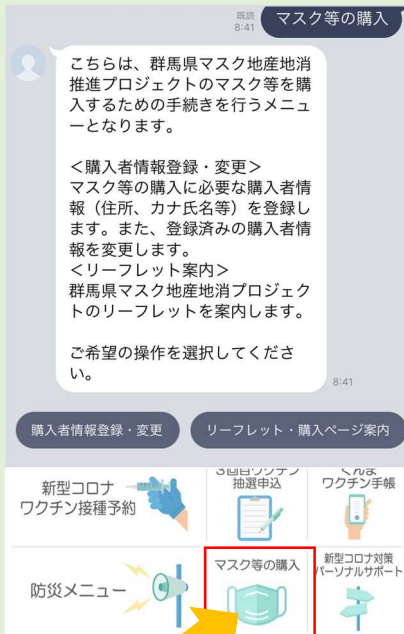 既読
8:41
マスク等の購入
こちらは、群馬県マスク地産地消
推進プロジェクトのマスク等を購
入するための手続きを行うメニュ
ーとなります。
<購入者情報登録・変更>
マスク等の購入に必要な購入者情
報（住所、カナ氏名等）を登録し
ます。また、登録済みの購入者情
報を変更します。
<リーフレット案内>
群馬県マスク地産地消プロジェク
トのリーフレットを案内します。
ご希望の操作を選択してくださ
い。
8:41
購入者情報登録・変更
リーフレット・購入ページ案内
新型コロナ
ワクチン接種予約
3回目ワクチン
抽選申込
ぐんま
ワクチン手帳
防災メニュー
マスク等の購入
新型コロナ対策
パーソナルサポート